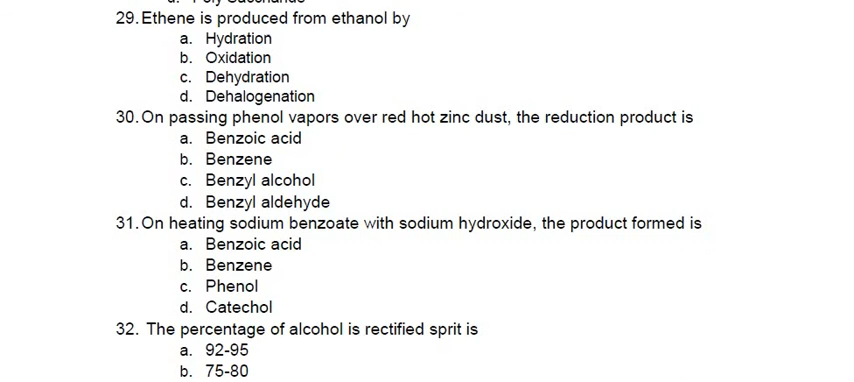 29. Ethene is produced from ethanol by
a. Hydration
b. Oxidation
c. Dehydration
d. Dehalogenation
30. On passing phenol vapors over red hot zinc dust, the reduction product is
a. Benzoic acid
b. Benzene
c. Benzyl alcohol
d. Benzyl aldehyde
31. On heating sodium benzoate with sodium hydroxide, the product formed is
a. Benzoic acid
b. Benzene
c. Phenol
d. Catechol
32. The percentage of alcohol is rectified sprit is
a. 92-95
b. 75-80